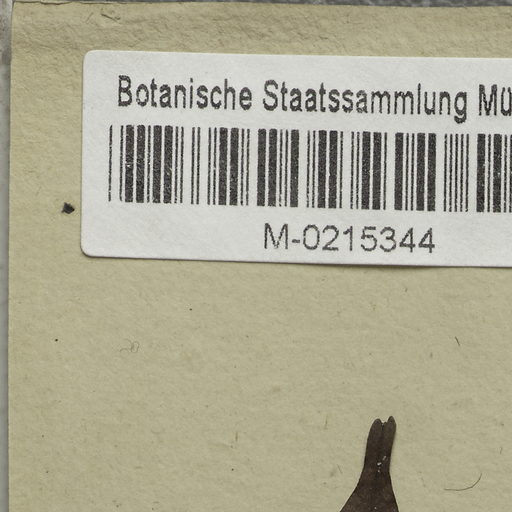 Botanische Staatssammlung Mü
M-0215344